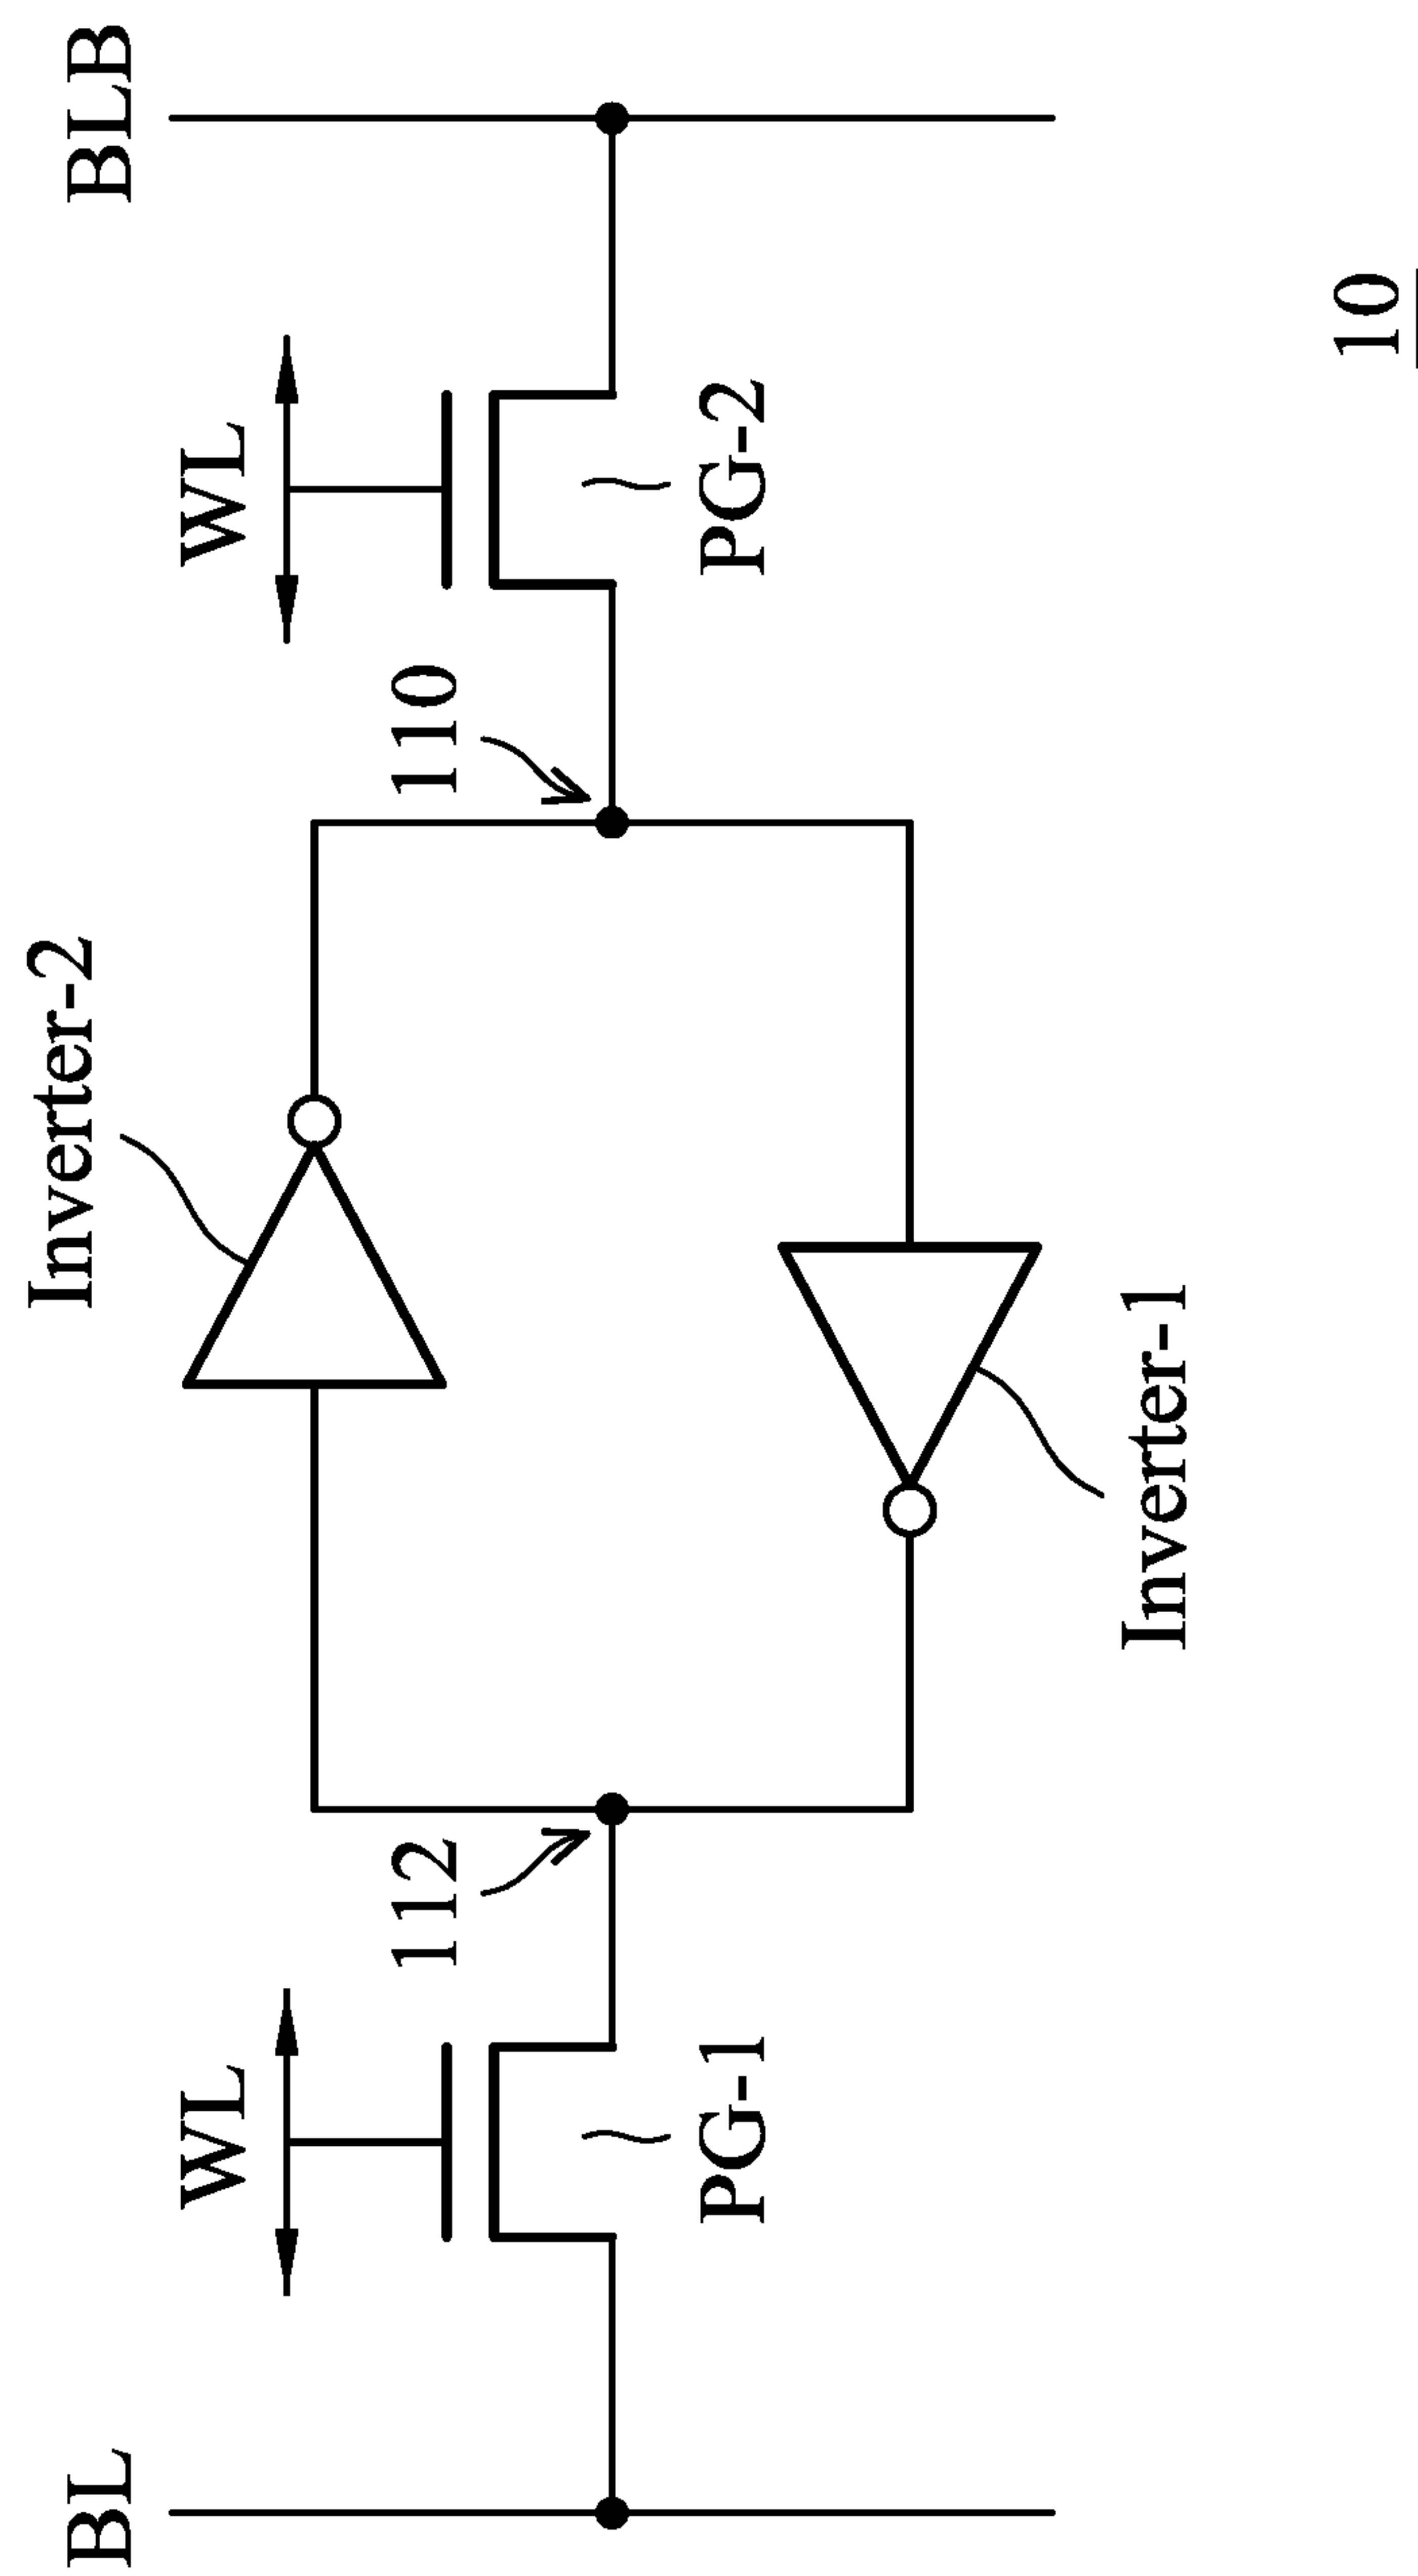 Inverter-2
BL
WL
WL
BLB
112
110
PG-1
PG-2
Inverter-1
10